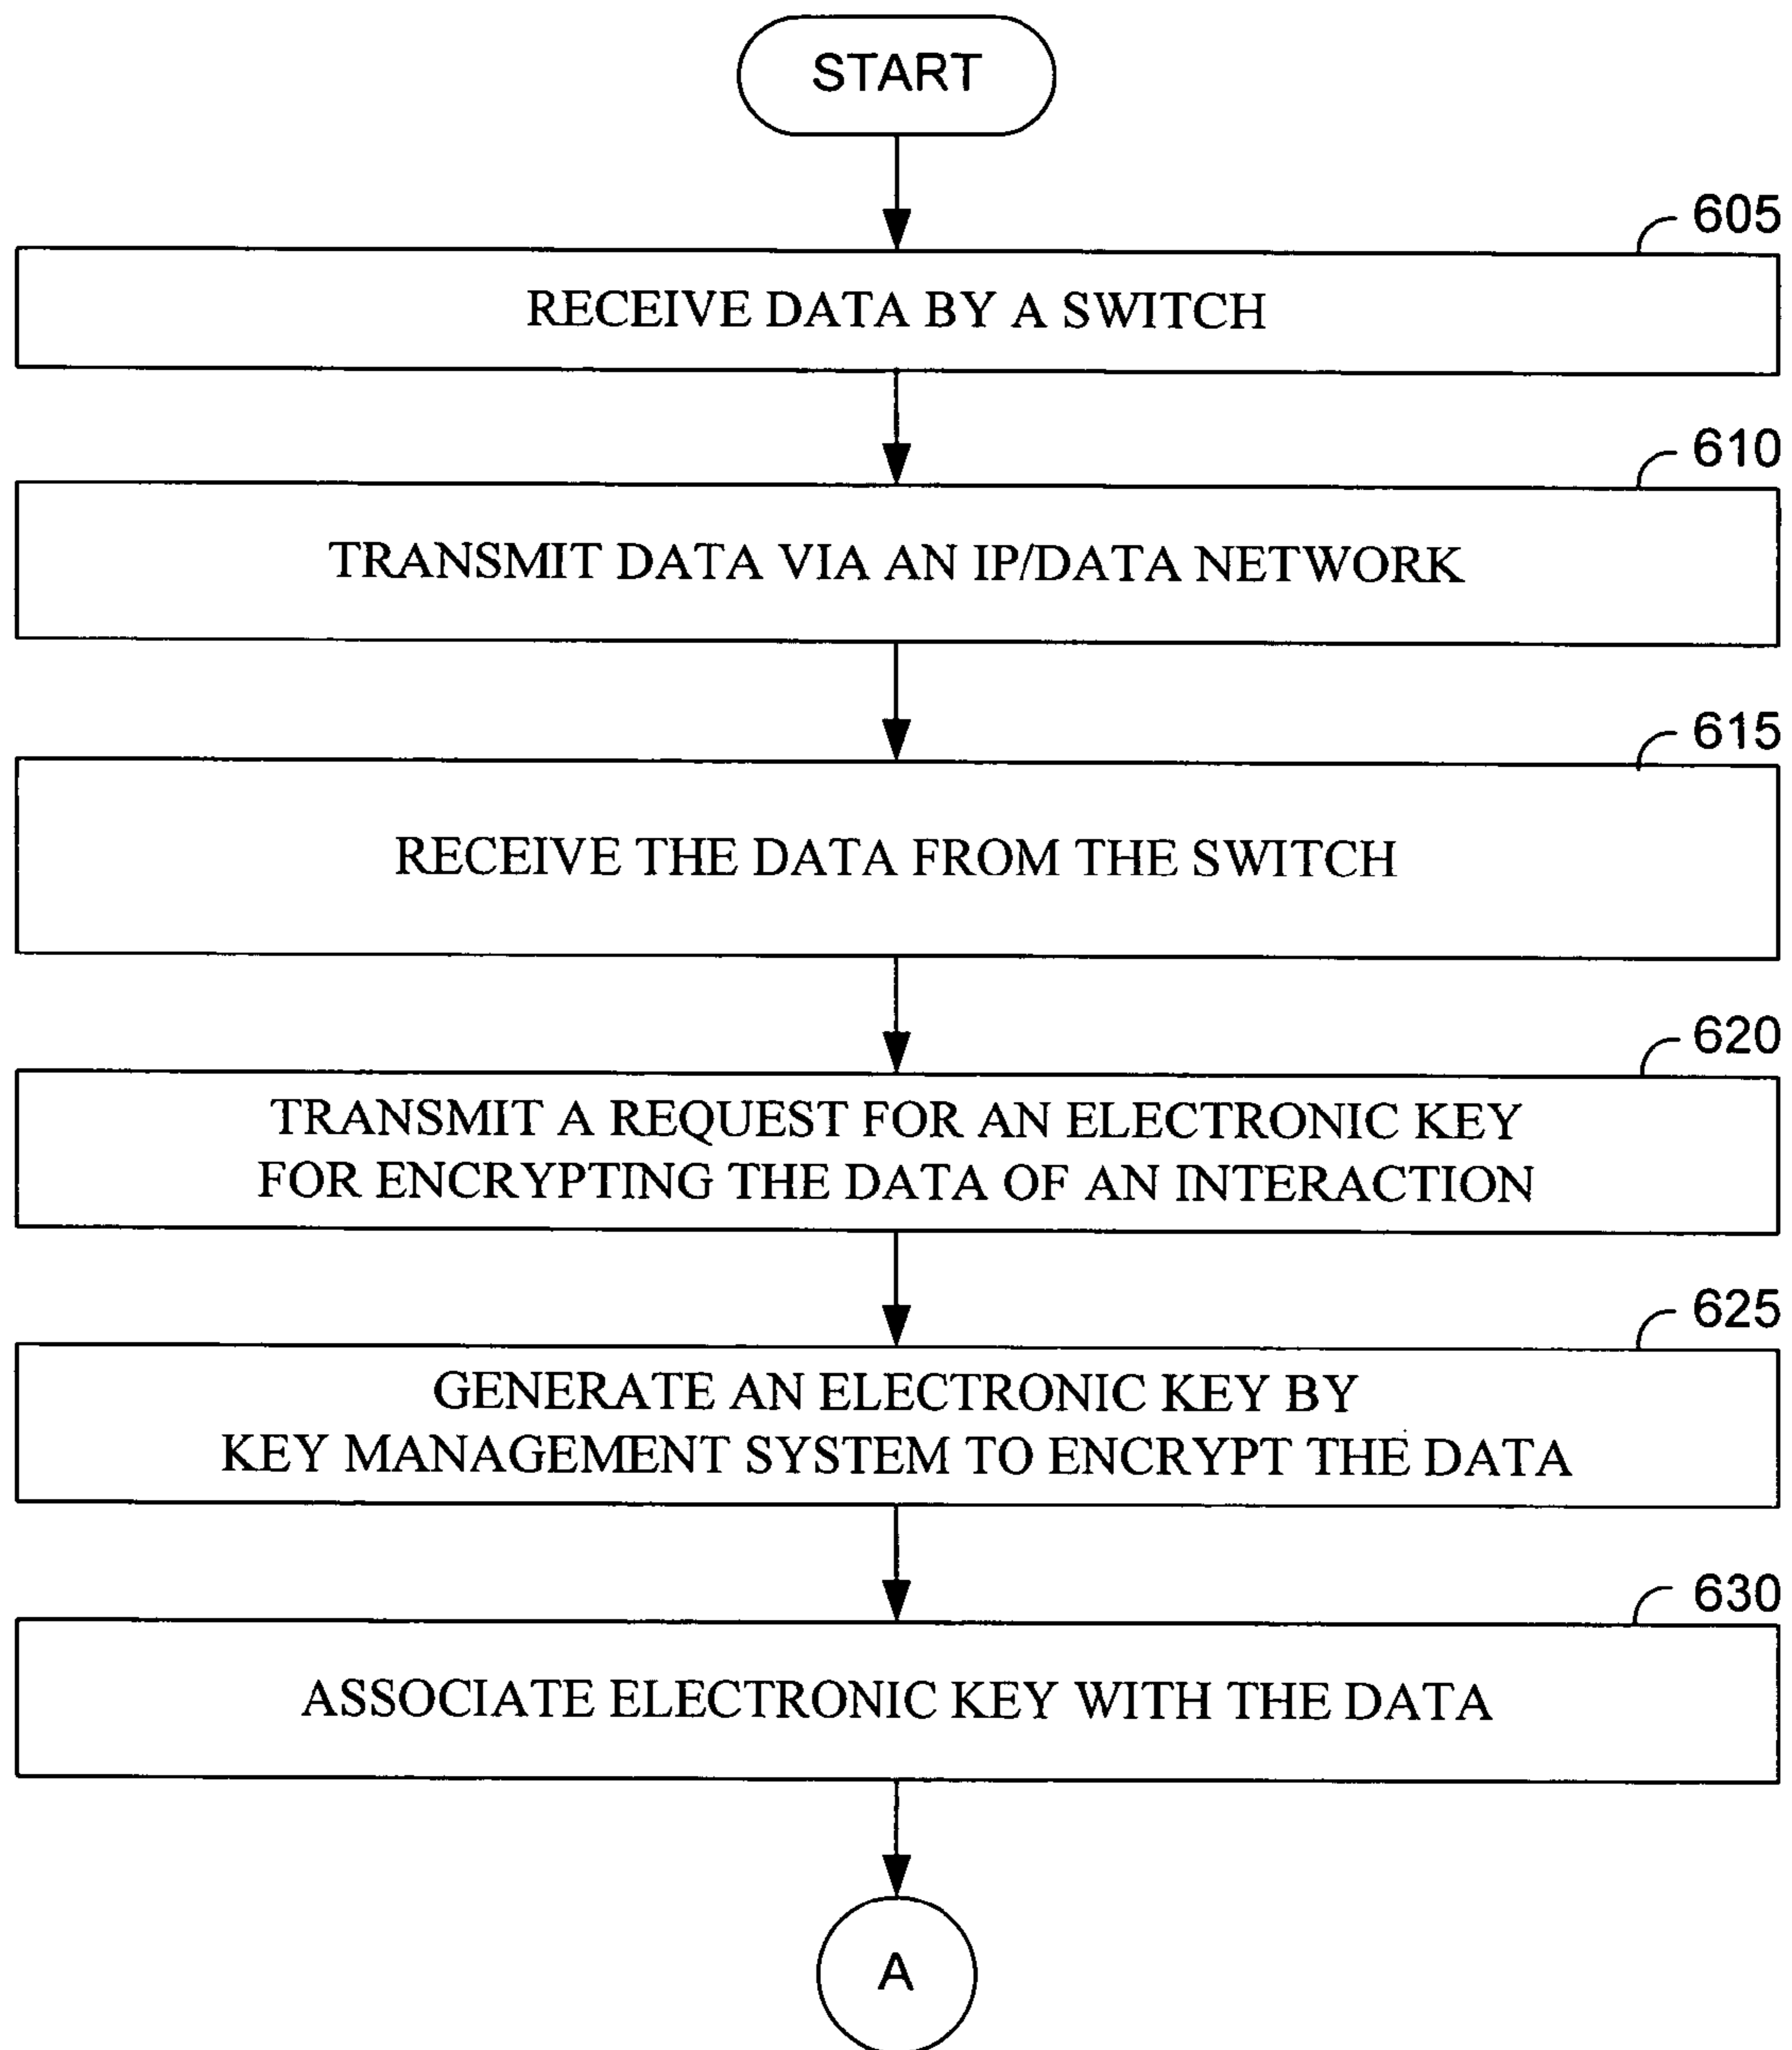 START
605
RECEIVE DATA BY A SWITCH
610
TRANSMIT DATA VIA AN IP/DATA NETWORK
615
RECEIVE THE DATA FROM THE SWITCH
620
TRANSMIT A REQUEST FOR AN ELECTRONIC KEY
FOR ENCRYPTING THE DATA OF AN INTERACTION
625
GENERATE AN ELECTRONIC KEY BY
KEY MANAGEMENT SYSTEM TO ENCRYPT THE DATA
630
ASSOCIATE ELECTRONIC KEY WITH THE DATA
A